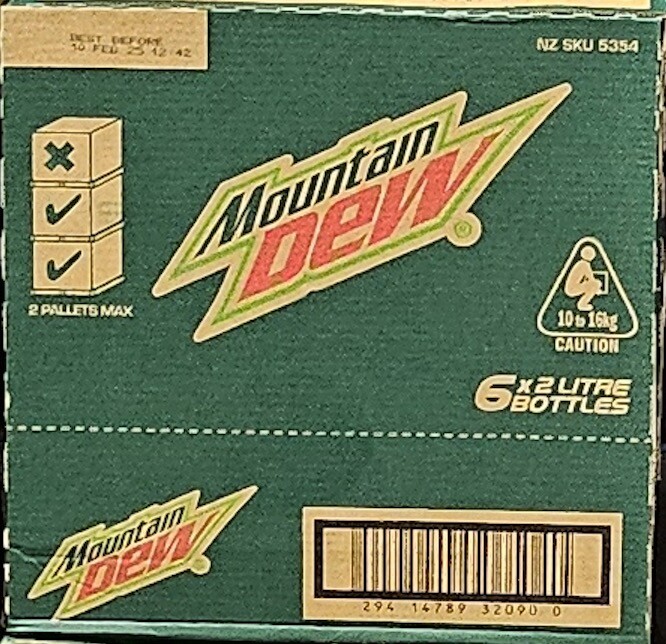 BEST BEFORE
10 FEB 25 12:42
NZ SKU 5354
Mountain
Dew®
2 PALLETS MAX
10 to 16kg
CAUTION
6 x 2 LITRE
BOTTLES
Mountain
Dew
294 14789 32090 0